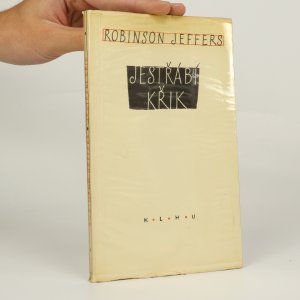 ROBINSON JEFFERS
JESTŘÁBÍ
KŘIK
K • L • H • U